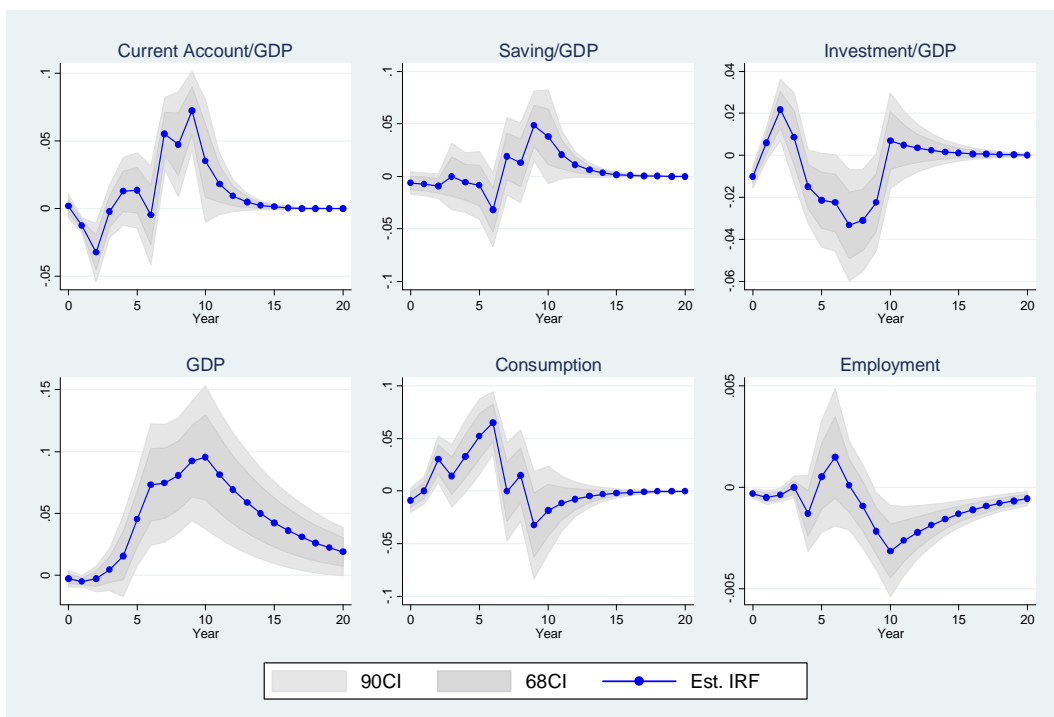 Current Account/GDP
.1
.05
0
-.05
0 5 10 15 20
Year
Saving/GDP
.1
.05
0
-.05
-.1
0 5 10 15 20
Year
Investment/GDP
.04
.02
0
-.02
-.04
-.06
0 5 10 15 20
Year
GDP
.15
.1
.05
0
0 5 10 15 20
Year
Consumption
.1
.05
0
-.05
-.1
0 5 10 15 20
Year
Employment
.005
0
-.005
0 5 10 15 20
Year
90CI 68CI Est. IRF